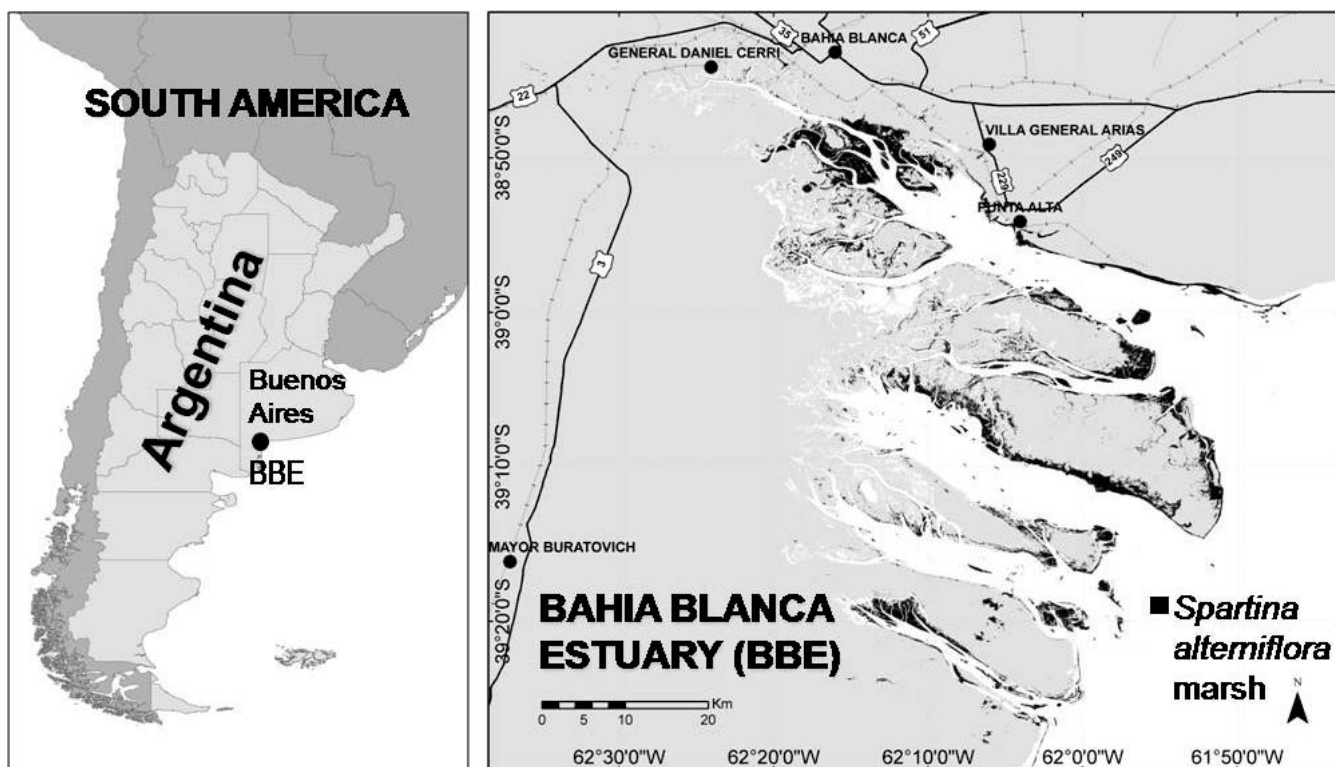 SOUTH AMERICA
Argentina
Buenos
Aires
BBE
35
BAHIA BLANCA
51
GENERAL DANIEL CERRI
22
VILLA GENERAL ARIAS
249
229
PUNTA ALTA
3
MAYOR BURATOVICH
38°50'0"S
39°0'0"S
39°10'0"S
39°20'0"S
BAHIA BLANCA
ESTUARY (BBE)
Km
0 5 10 20
Spartina
alterniflora
marsh
N
62°30'0"W 62°20'0"W 62°10'0"W 62°0'0"W 61°50'0"W